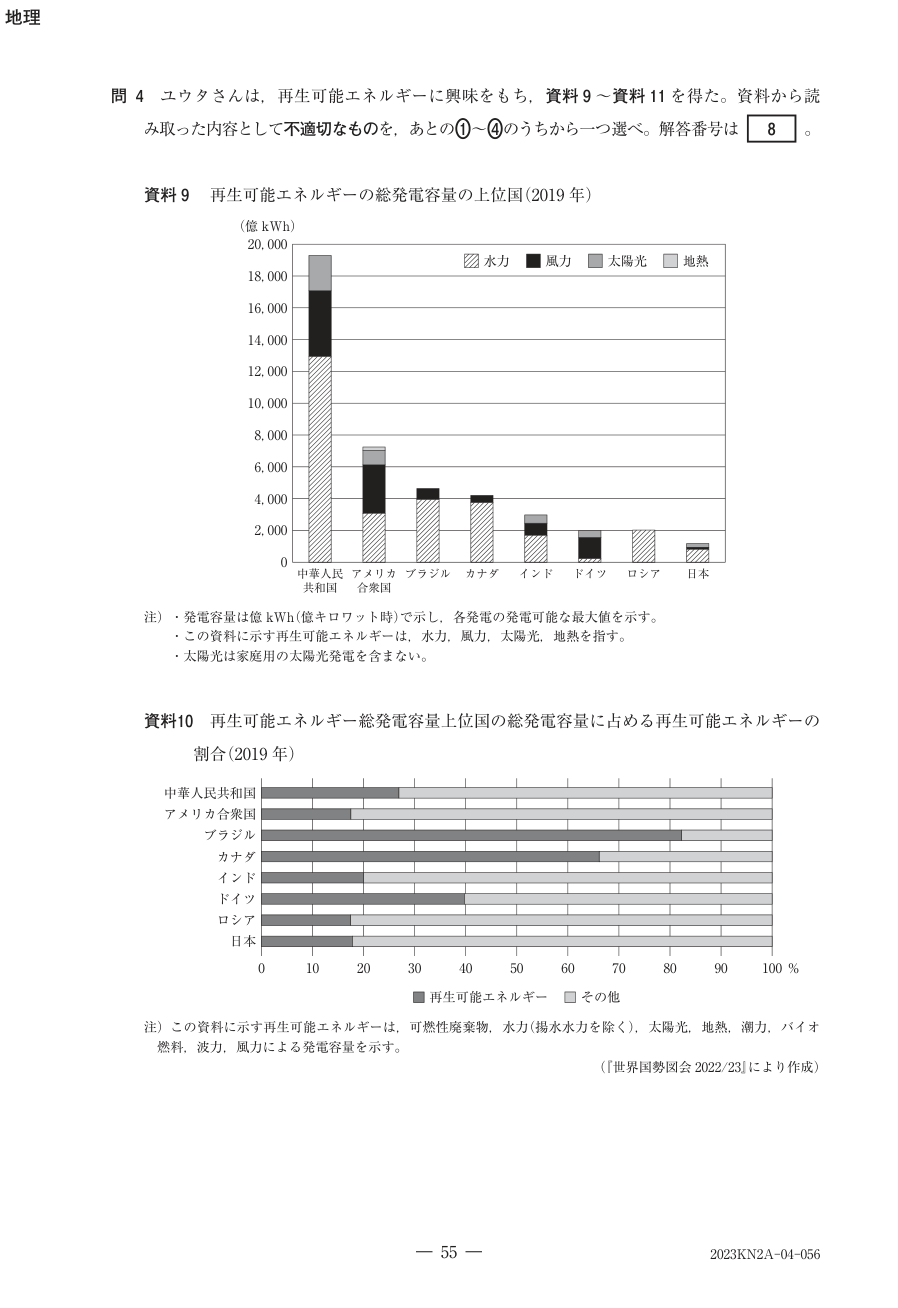 地理
問 4 ユウタさんは，再生可能エネルギーに興味をもち，資料 9 ～資料 11 を得た。資料から読
み取った内容として不適切なものを，あとの①～④のうちから一つ選べ。解答番号は 8 。
資料 9 再生可能エネルギーの総発電容量の上位国(2019 年)
(億 kWh)
20,000
18,000
16,000
14,000
12,000
10,000
8,000
6,000
4,000
2,000
0
水力 風力 太陽光 地熱
中華人民共和国 アメリカ合衆国 ブラジル カナダ インド ドイツ ロシア 日本
注) ・発電容量は億 kWh(億キロワット時)で示し，各発電の発電可能な最大値を示す。
・この資料に示す再生可能エネルギーは，水力，風力，太陽光，地熱を指す。
・太陽光は家庭用の太陽光発電を含まない。
資料10 再生可能エネルギー総発電容量上位国の総発電容量に占める再生可能エネルギーの
割合(2019 年)
中華人民共和国
アメリカ合衆国
ブラジル
カナダ
インド
ドイツ
ロシア
日本
0 10 20 30 40 50 60 70 80 90 100 %
再生可能エネルギー その他
注) この資料に示す再生可能エネルギーは，可燃性廃棄物，水力(揚水水力を除く)，太陽光，地熱，潮力，バイオ
燃料，波力，風力による発電容量を示す。
(『世界国勢図会 2022/23』により作成)
— 55 —
2023KN2A-04-056